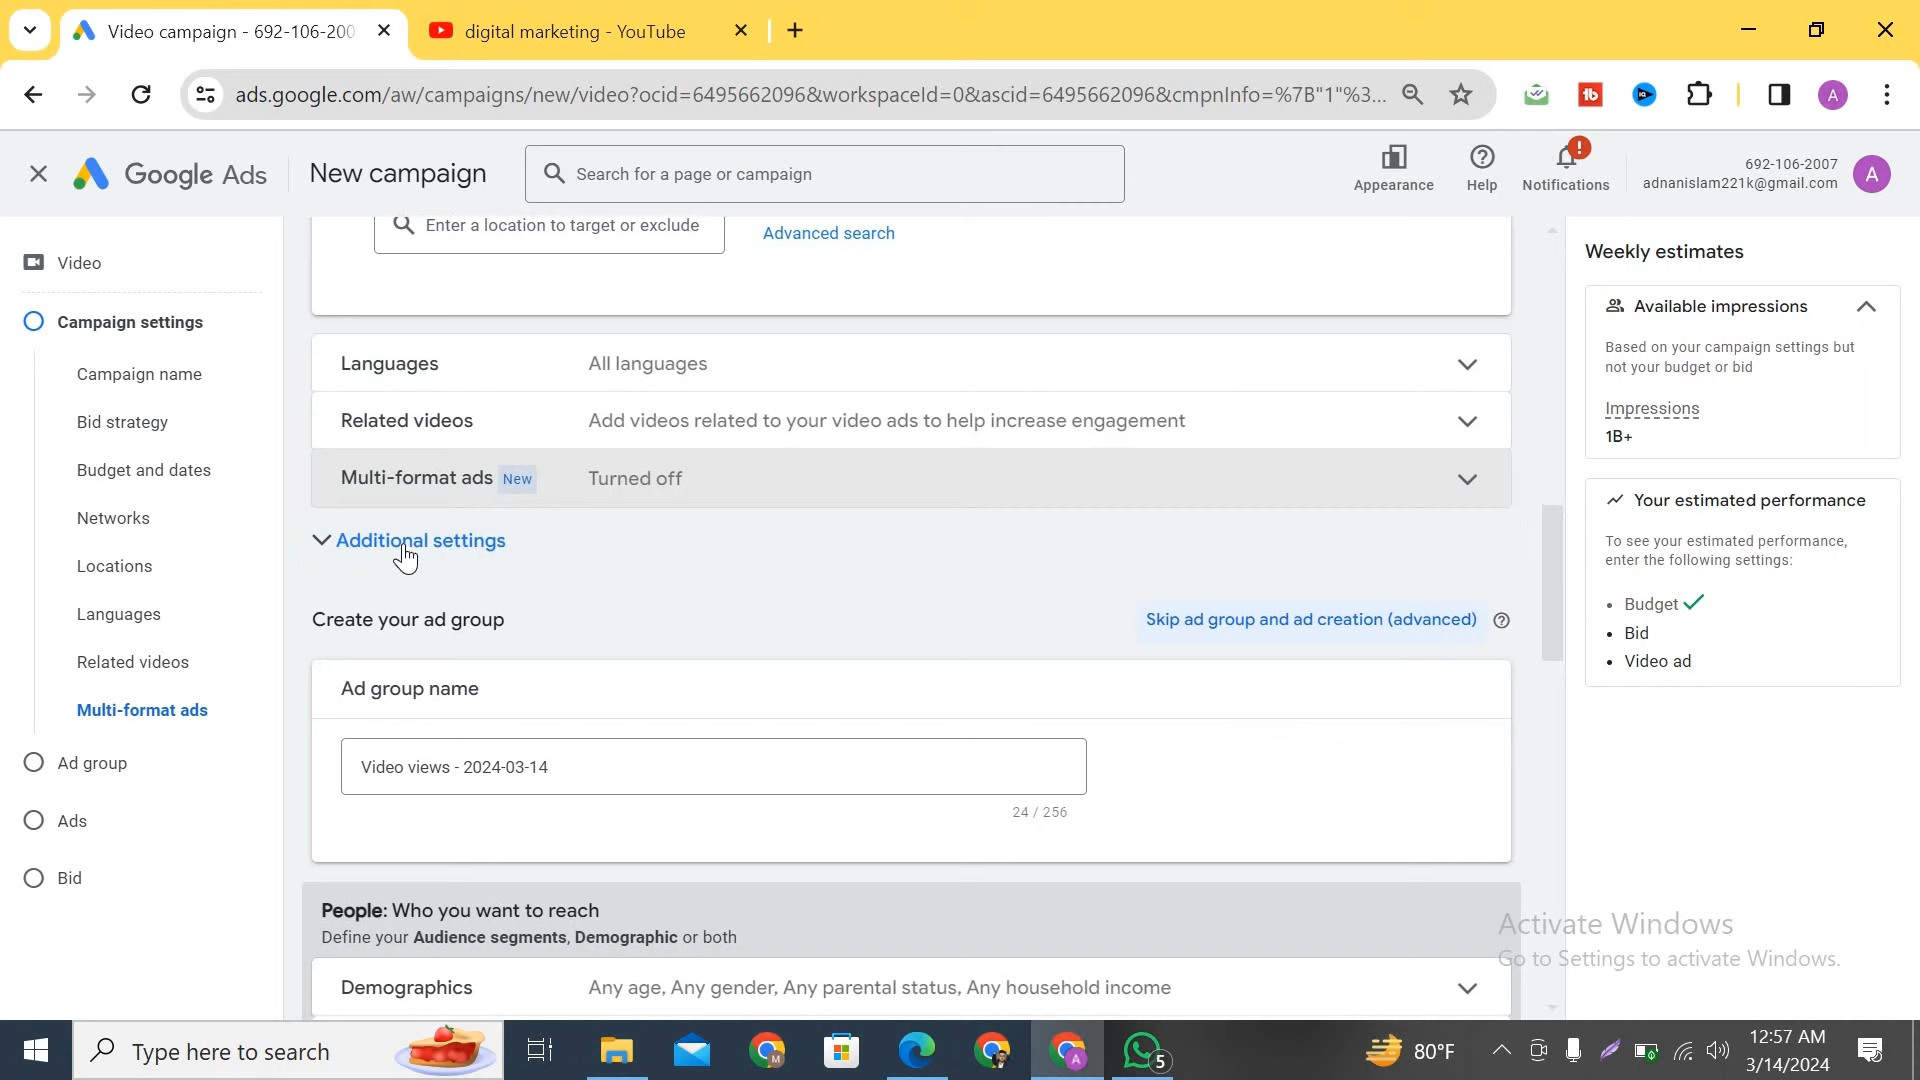 Video campaign - 692-106-200
digital marketing - YouTube
ads.google.com/aw/campaigns/new/video?ocid=6495662096&workspaceId=0&ascid=6495662096&cmpnInfo=%7B"1"%3...
A
Google Ads
New campaign
Search for a page or campaign
Appearance
Help
Notifications
692-106-2007
adnanislam221k@gmail.com
A
Video
Campaign settings
Campaign name
Bid strategy
Budget and dates
Networks
Locations
Languages
Related videos
Multi-format ads
Ad group
Ads
Bid
Enter a location to target or exclude
Advanced search
Languages
All languages
Related videos
Add videos related to your video ads to help increase engagement
Multi-format ads New
Turned off
Additional settings
Create your ad group
Skip ad group and ad creation (advanced)
Ad group name
Video views - 2024-03-14
24 / 256
People: Who you want to reach
Define your Audience segments, Demographic or both
Demographics
Any age, Any gender, Any parental status, Any household income
Weekly estimates
Available impressions
Based on your campaign settings but
not your budget or bid
Impressions
1B+
Your estimated performance
To see your estimated performance,
enter the following settings:
• Budget
• Bid
• Video ad
Activate Windows
Go to Settings to activate Windows.
Type here to search
M
A
5
80°F
12:57 AM
3/14/2024